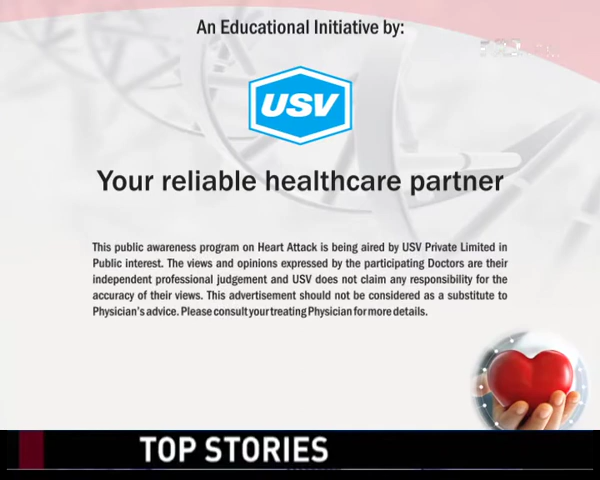 An Educational Initiative by:
USV
Your reliable healthcare partner
This public awareness program on Heart Attack is being aired by USV Private Limited in
Public interest. The views and opinions expressed by the participating Doctors are their
independent professional judgement and USV does not claim any responsibility for the
accuracy of their views. This advertisement should not be considered as a substitute to
Physician's advice. Please consult your treating Physician for more details.
TOP STORIES